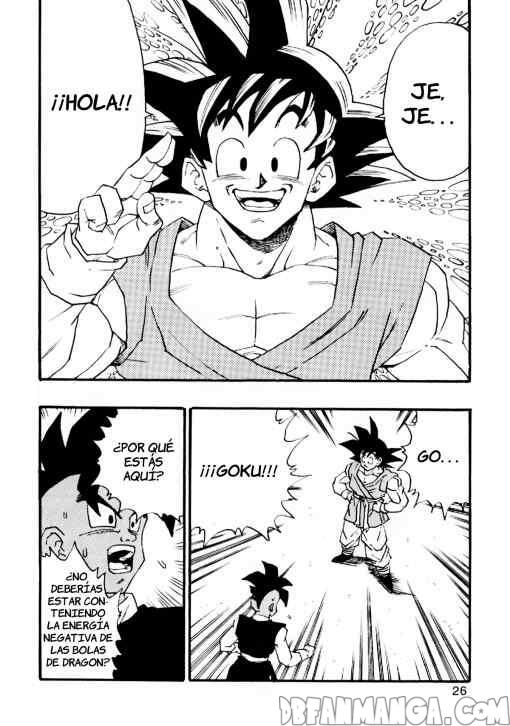 JE,
JE...
¡¡HOLA!!
GO...
¡¡¡GOKU!!!
¿POR QUÉ
ESTÁS
AQUÍ?
¿NO
DEBERÍAS
ESTAR CON-
TENIENDO
LA ENERGÍA
NEGATIVA DE
LAS BOLAS
DE DRAGON?
26
DBFANMANGA.COM